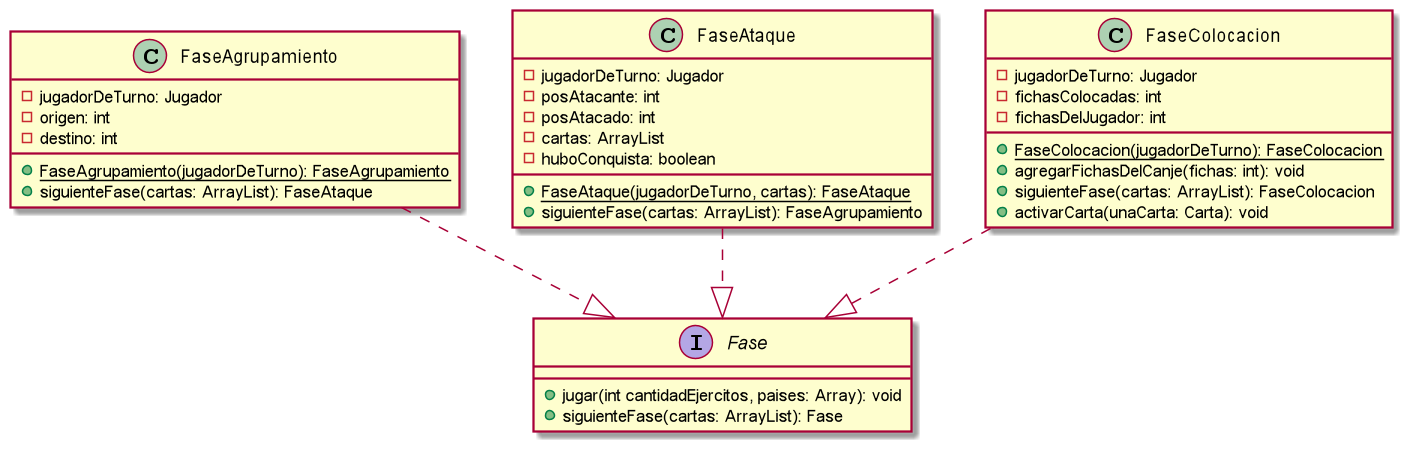 C FaseAgrupamiento
jugadorDeTurno: Jugador
origen: int
destino: int
FaseAgrupamiento(jugadorDeTurno): FaseAgrupamiento
siguienteFase(cartas: ArrayList): FaseAtaque
C FaseAtaque
jugadorDeTurno: Jugador
posAtacante: int
posAtacado: int
cartas: ArrayList
huboConquista: boolean
FaseAtaque(jugadorDeTurno, cartas): FaseAtaque
siguienteFase(cartas: ArrayList): FaseAgrupamiento
C FaseColocacion
jugadorDeTurno: Jugador
fichasColocadas: int
fichasDelJugador: int
FaseColocacion(jugadorDeTurno): FaseColocacion
agregarFichasDelCanje(fichas: int): void
siguienteFase(cartas: ArrayList): FaseColocacion
activarCarta(unaCarta: Carta): void
I Fase
jugar(int cantidadEjercitos, paises: Array): void
siguienteFase(cartas: ArrayList): Fase